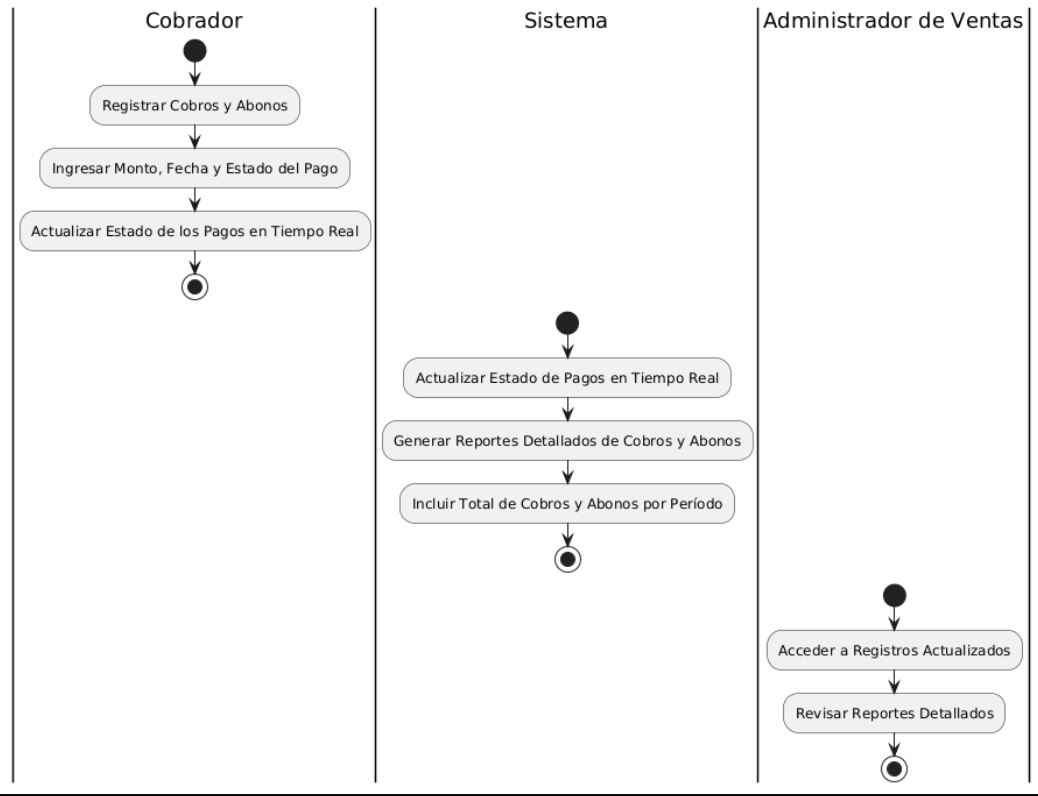 Cobrador
Sistema
Administrador de Ventas
Registrar Cobros y Abonos
Ingresar Monto, Fecha y Estado del Pago
Actualizar Estado de los Pagos en Tiempo Real
Actualizar Estado de Pagos en Tiempo Real
Generar Reportes Detallados de Cobros y Abonos
Incluir Total de Cobros y Abonos por Período
Acceder a Registros Actualizados
Revisar Reportes Detallados